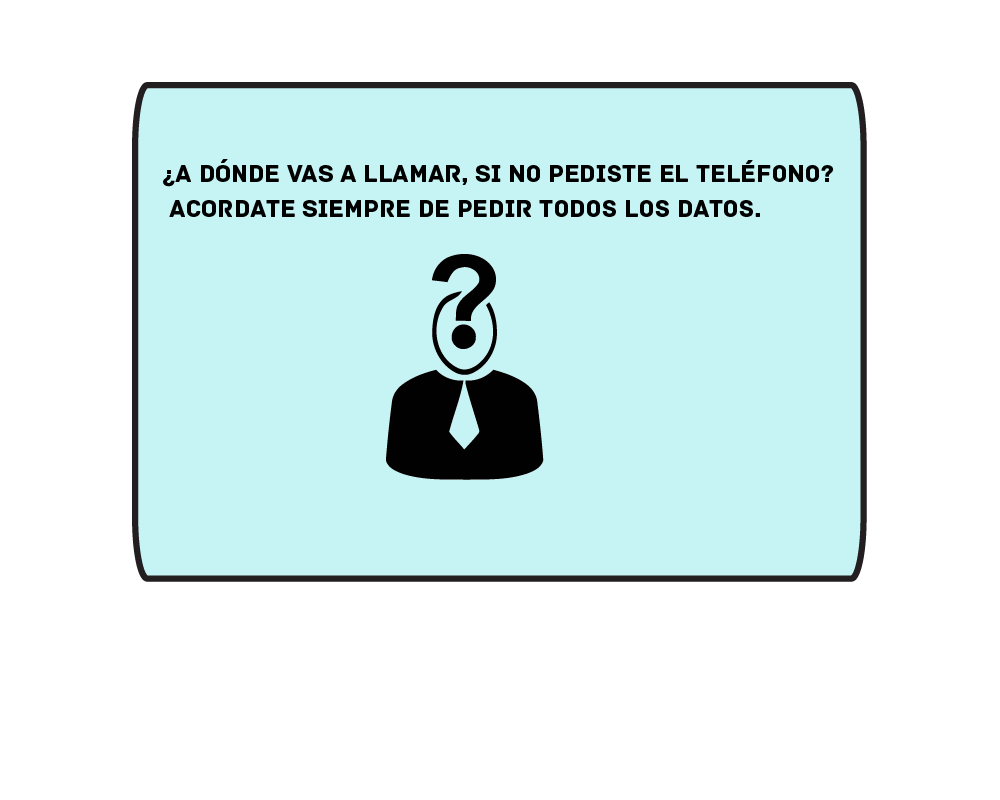 ¿A DÓNDE VAS A LLAMAR, SI NO PEDISTE EL TELÉFONO?
ACORDATE SIEMPRE DE PEDIR TODOS LOS DATOS.